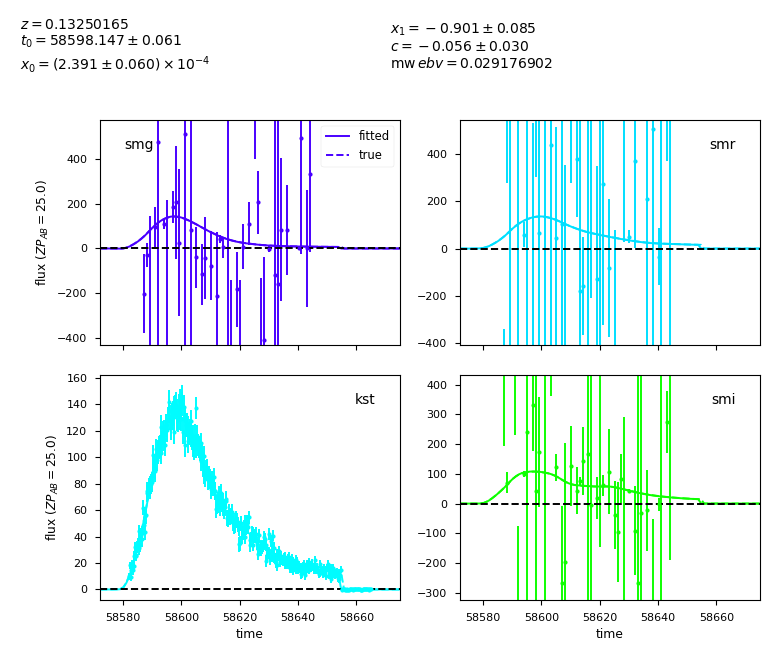 z = 0.13250165
t₀ = 58598.147 ± 0.061
x₀ = (2.391 ± 0.060) × 10⁻⁴
x₁ = −0.901 ± 0.085
c = −0.056 ± 0.030
mw ebv = 0.029176902
smg
fitted
true
400
200
0
−200
−400
flux (ZP_AB = 25.0)
smr
400
200
0
−200
−400
kst
160
140
120
100
80
60
40
20
0
flux (ZP_AB = 25.0)
58580 58600 58620 58640 58660
time
smi
400
300
200
100
0
−100
−200
−300
58580 58600 58620 58640 58660
time